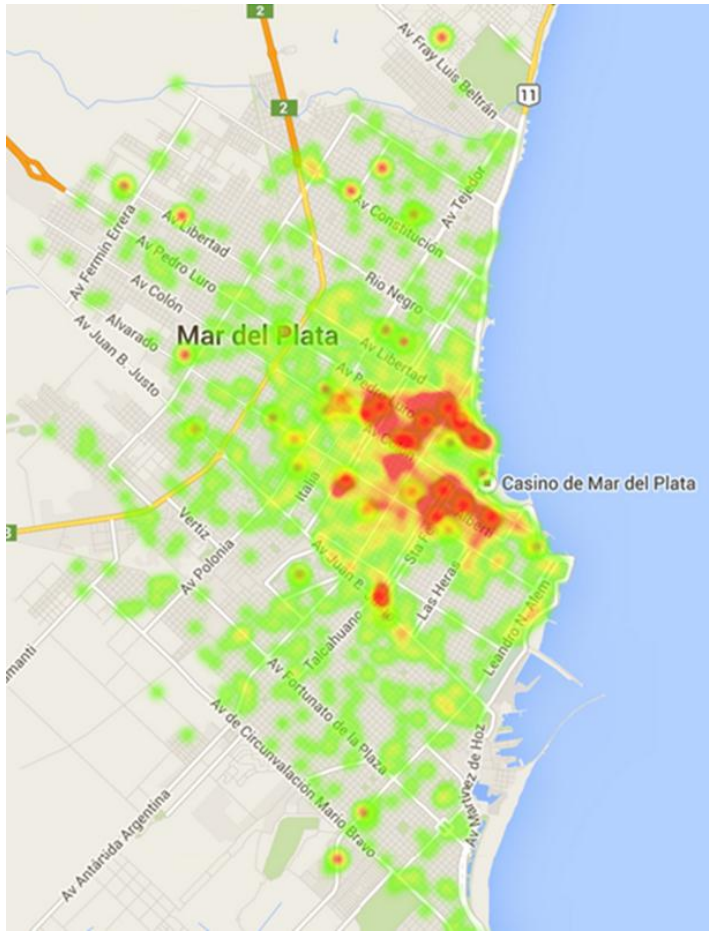 2
Av Fray Luis Beltrán
11
2
Av Tejedor
Av Constitución
Av Libertad
Av Fermín Errera
Av Pedro Luro
Río Negro
Av Colón
Mar del Plata
Alvarado
Av Libertad
Av Juan B. Justo
Av Pedro Luro
Casino de Mar del Plata
Italia
Vertiz
Av Polonia
Av Juan B.
Las Heras
Leandro N. Alem
Talcahuano
Av Fortunato de la Plaza
Av de Circunvalación Mario Bravo
Av Martínez de Hoz
Av Antártida Argentina